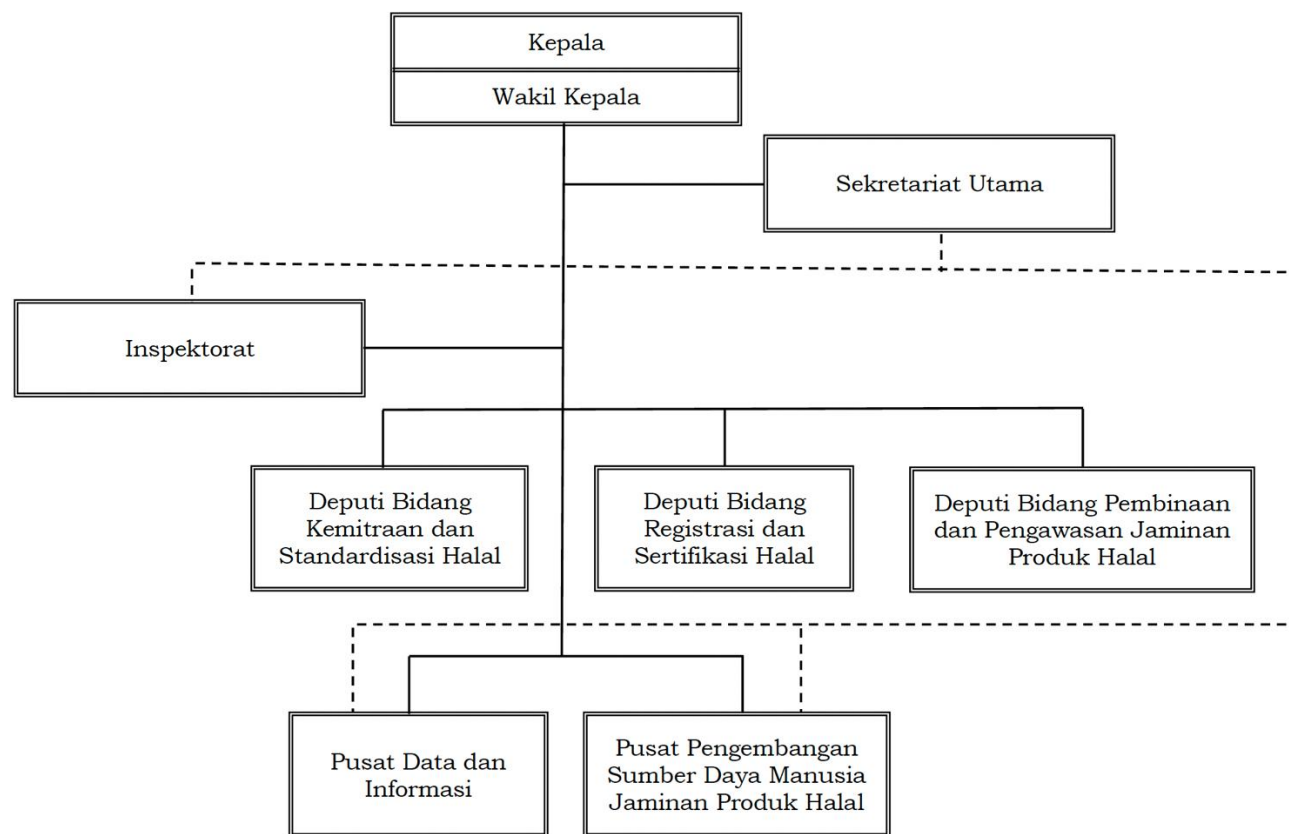 Kepala
Wakil Kepala
Sekretariat Utama
Inspektorat
Deputi Bidang
Kemitraan dan
Standardisasi Halal
Deputi Bidang
Registrasi dan
Sertifikasi Halal
Deputi Bidang Pembinaan
dan Pengawasan Jaminan
Produk Halal
Pusat Data dan
Informasi
Pusat Pengembangan
Sumber Daya Manusia
Jaminan Produk Halal